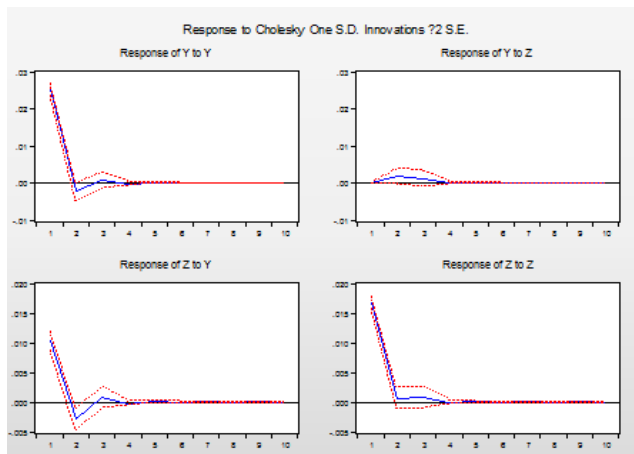 Response to Cholesky One S.D. Innovations ?2 S.E.
Response of Y to Y
.03
.02
.01
.00
-.01
1 2 3 4 5 6 7 8 9 10
Response of Y to Z
.03
.02
.01
.00
-.01
1 2 3 4 5 6 7 8 9 10
Response of Z to Y
.020
.015
.010
.005
.000
-.005
1 2 3 4 5 6 7 8 9 10
Response of Z to Z
.020
.015
.010
.005
.000
-.005
1 2 3 4 5 6 7 8 9 10